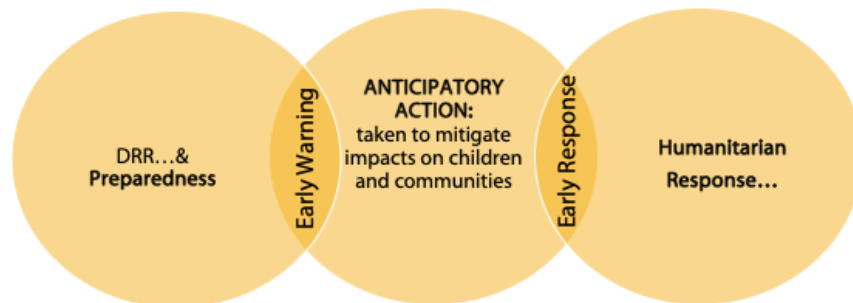 DRR...&
Preparedness
Early Warning
ANTICIPATORY
ACTION:
taken to mitigate
impacts on children
and communities
Early Response
Humanitarian
Response...